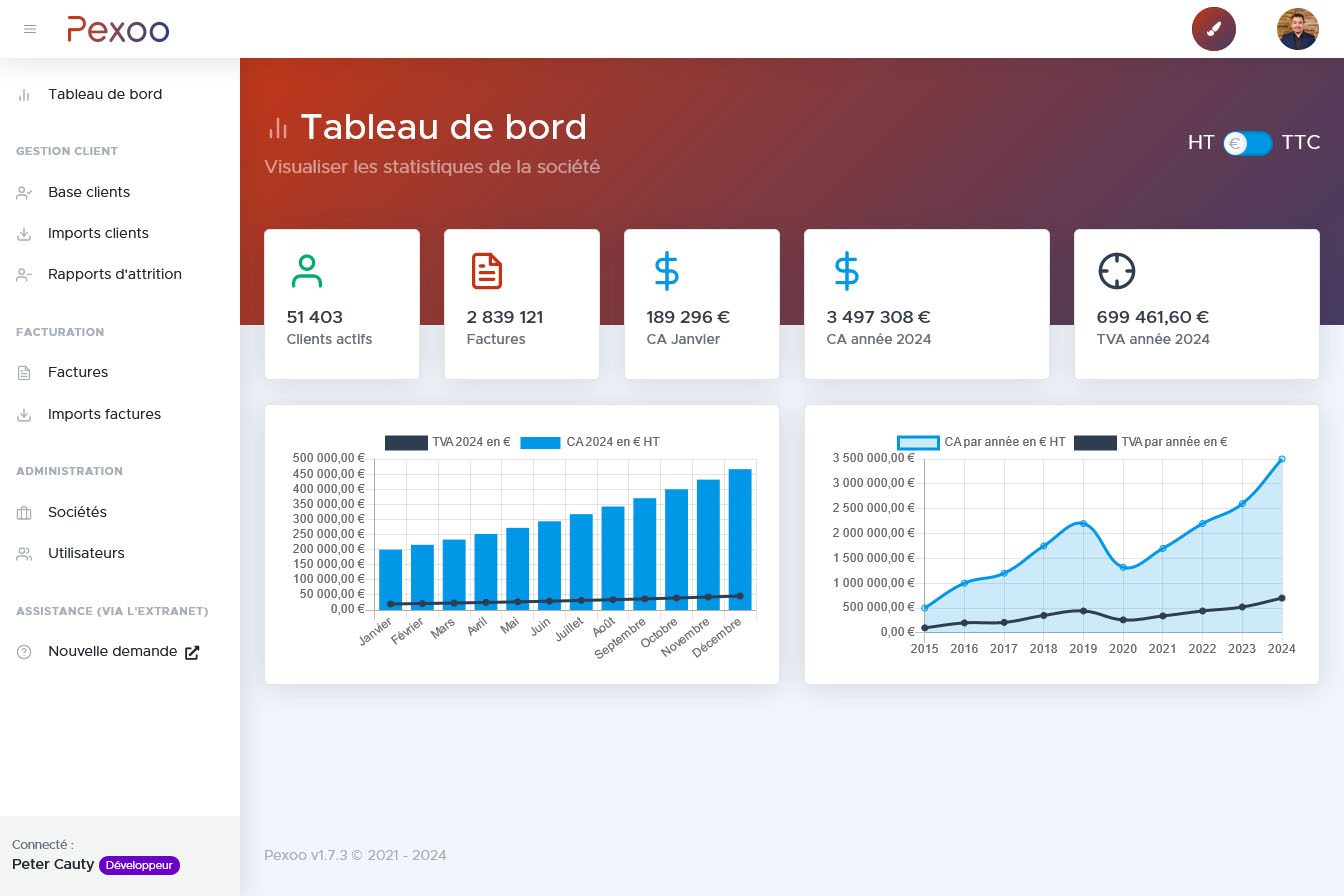 Pexoo
Tableau de bord
GESTION CLIENT
Base clients
Imports clients
Rapports d'attrition
FACTURATION
Factures
Imports factures
ADMINISTRATION
Sociétés
Utilisateurs
ASSISTANCE (VIA L'EXTRANET)
Nouvelle demande
Connecté :
Peter Cauty Développeur
Tableau de bord
Visualiser les statistiques de la société
HT € TTC
51 403
Clients actifs
2 839 121
Factures
189 296 €
CA Janvier
3 497 308 €
CA année 2024
699 461,60 €
TVA année 2024
TVA 2024 en € CA 2024 en € HT
500 000,00 €
450 000,00 €
400 000,00 €
350 000,00 €
300 000,00 €
250 000,00 €
200 000,00 €
150 000,00 €
100 000,00 €
50 000,00 €
0,00 €
Janvier Février Mars Avril Mai Juin Juillet Août Septembre Octobre Novembre Décembre
CA par année en € HT TVA par année en €
3 500 000,00 €
3 000 000,00 €
2 500 000,00 €
2 000 000,00 €
1 500 000,00 €
1 000 000,00 €
500 000,00 €
0,00 €
2015 2016 2017 2018 2019 2020 2021 2022 2023 2024
Pexoo v1.7.3 © 2021 - 2024